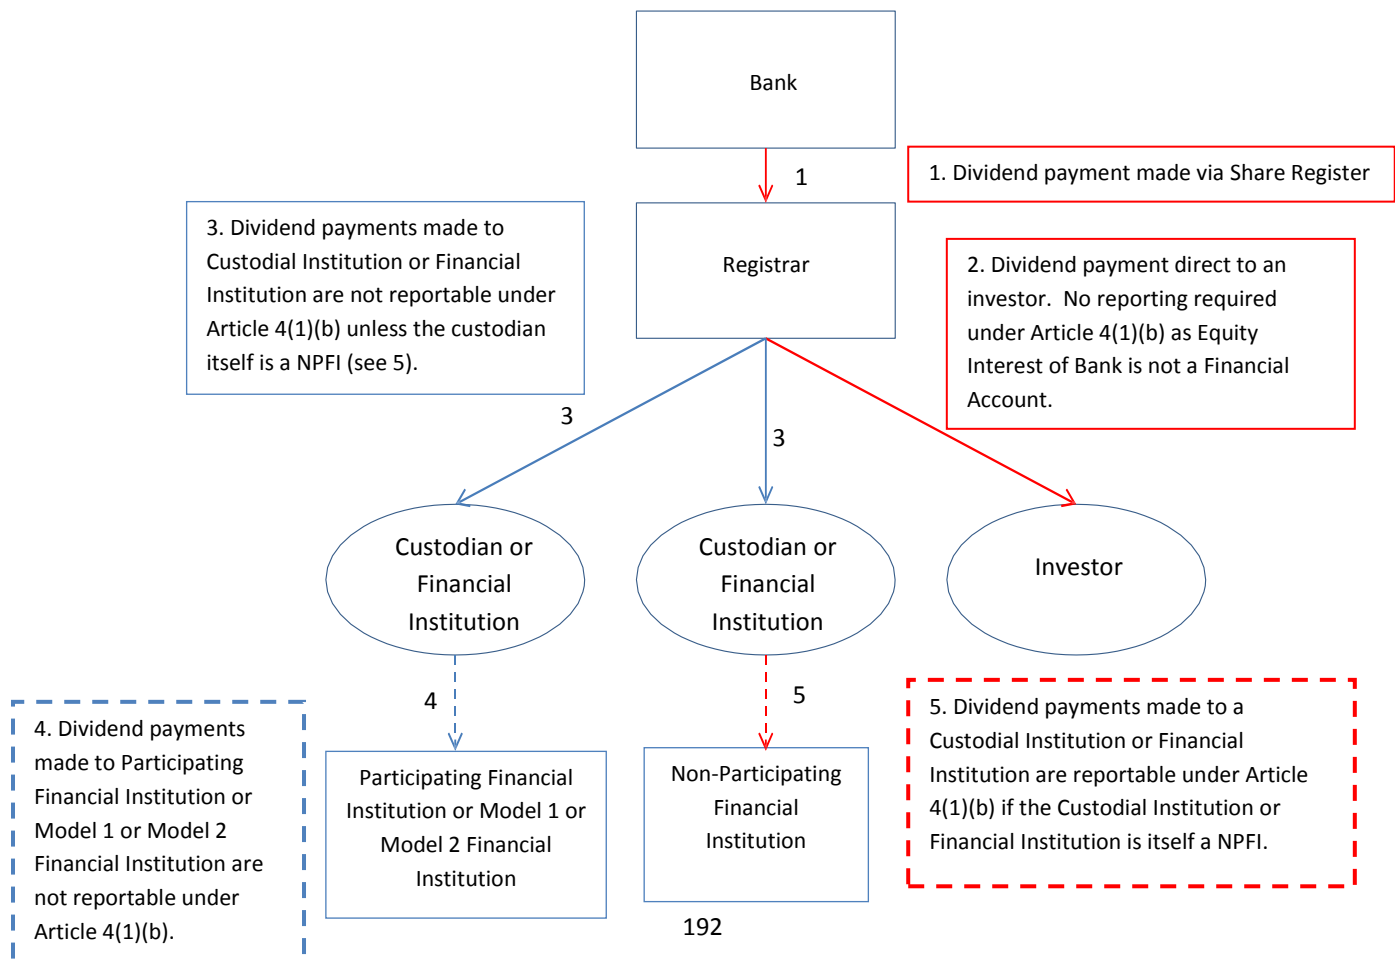 Bank
1
1. Dividend payment made via Share Register
3. Dividend payments made to
Custodial Institution or Financial
Institution are not reportable under
Article 4(1)(b) unless the custodian
itself is a NPFI (see 5).
Registrar
2. Dividend payment direct to an
investor. No reporting required
under Article 4(1)(b) as Equity
Interest of Bank is not a Financial
Account.
3
3
Custodian or
Financial
Institution
Custodian or
Financial
Institution
Investor
4
5
4. Dividend payments
made to Participating
Financial Institution or
Model 1 or Model 2
Financial Institution are
not reportable under
Article 4(1)(b).
Participating Financial
Institution or Model 1 or
Model 2 Financial
Institution
Non-Participating
Financial
Institution
5. Dividend payments made to a
Custodial Institution or Financial
Institution are reportable under Article
4(1)(b) if the Custodial Institution or
Financial Institution is itself a NPFI.
192